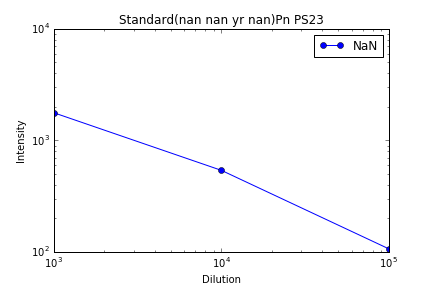 Standard(nan nan yr nan)Pn PS23
10^4
NaN
10^3
Intensity
10^2
10^3 10^4 10^5
Dilution